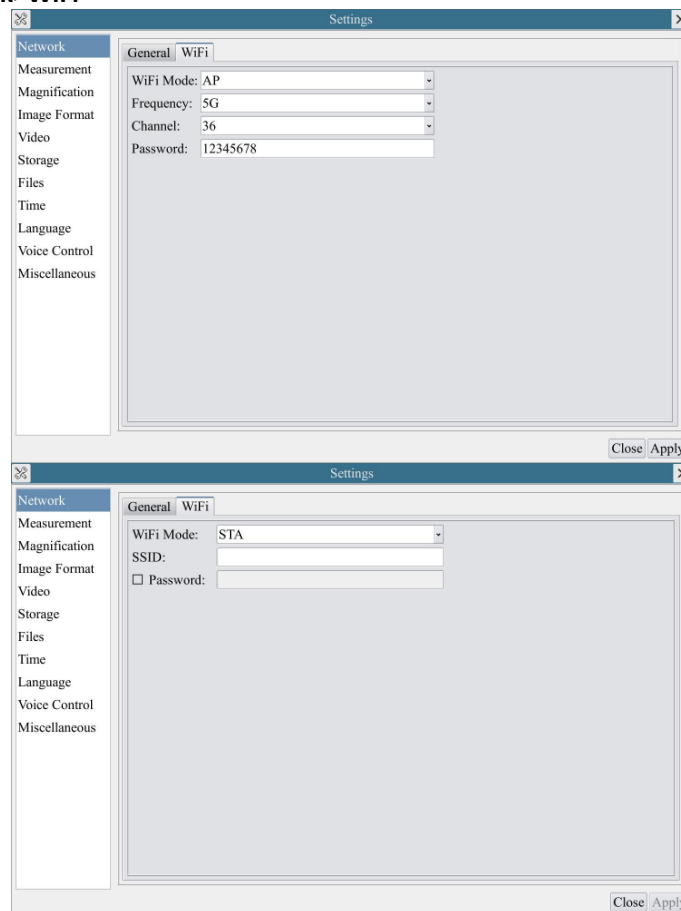 Settings
Network
Measurement
Magnification
Image Format
Video
Storage
Files
Time
Language
Voice Control
Miscellaneous
General WiFi
WiFi Mode: AP
Frequency: 5G
Channel: 36
Password: 12345678
Close Apply
Settings
Network
Measurement
Magnification
Image Format
Video
Storage
Files
Time
Language
Voice Control
Miscellaneous
General WiFi
WiFi Mode: STA
SSID:
Password:
Close Apply